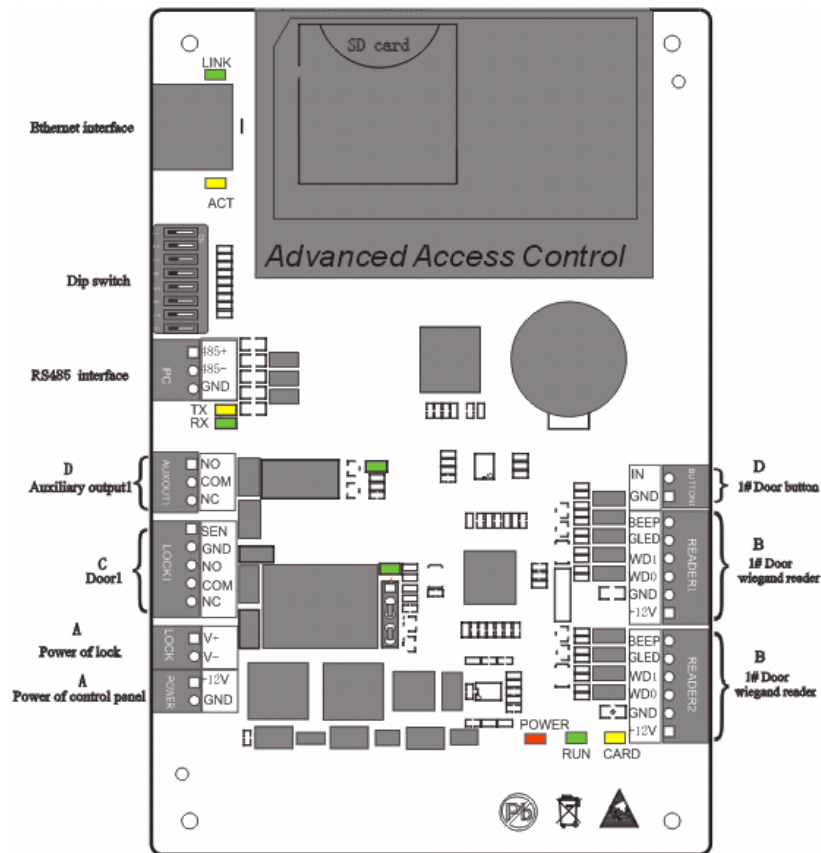 SD card
LINK
Ethernet interface
ACT
Advanced Access Control
Dip switch
RS485 interface
PC
485+
485-
GND
TX
RX
D
Auxiliary output1
AUXOUT1
NO
COM
NC
C
Door1
LOCK1
SEN
GND
NO
COM
NC
A
Power of lock
LOCK
V+
V-
A
Power of control panel
POWER
+12V
GND
IN
GND
BUTTON1
D
1# Door button
BEEP
GLED
WD1
WD0
GND
+12V
READER1
B
1# Door
wiegand reader
BEEP
GLED
WD1
WD0
GND
+12V
READER2
B
1# Door
wiegand reader
POWER
RUN
CARD
Pb